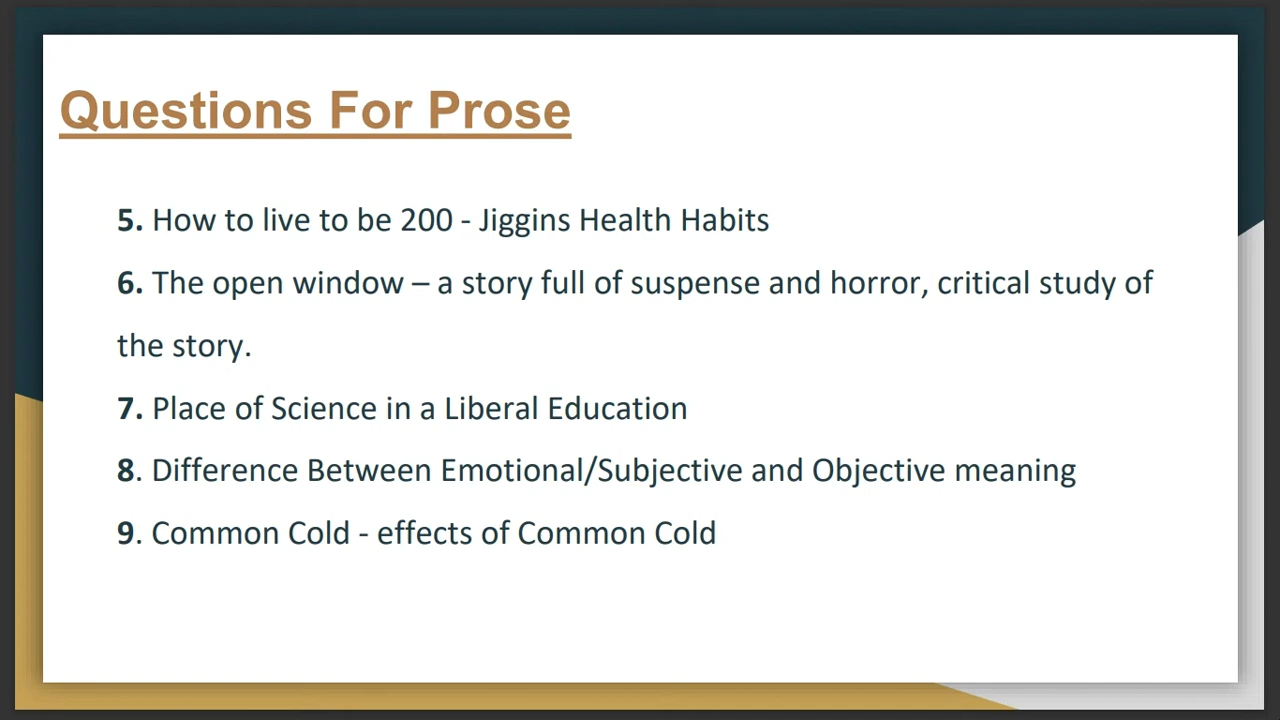 Questions For Prose
5. How to live to be 200 - Jiggins Health Habits
6. The open window – a story full of suspense and horror, critical study of
the story.
7. Place of Science in a Liberal Education
8. Difference Between Emotional/Subjective and Objective meaning
9. Common Cold - effects of Common Cold